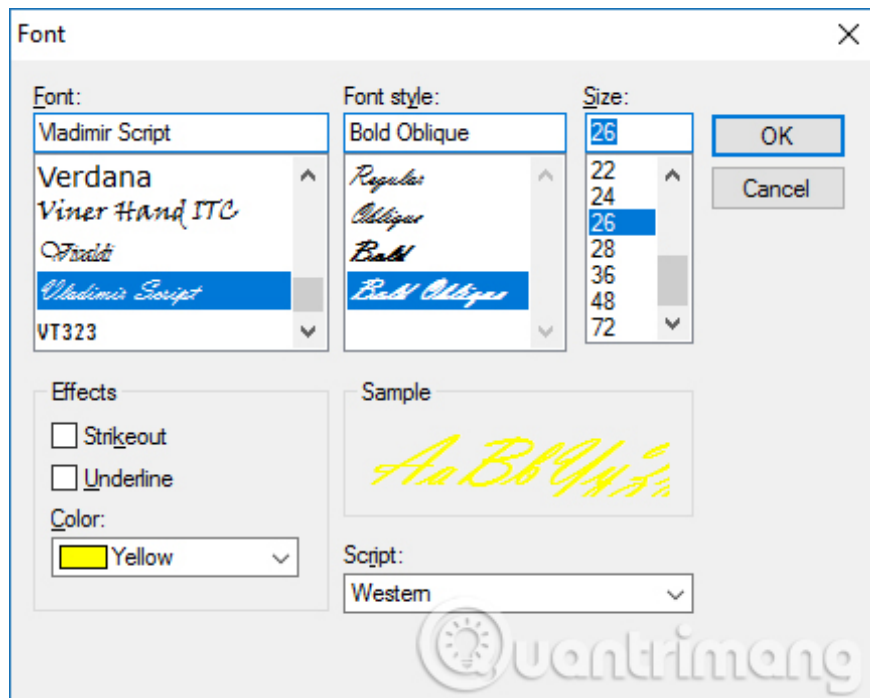 Font
Font:
Vladimir Script
Verdana
Viner Hand ITC
Vivaldi
Vladimir Script
VT323
Font style:
Bold Oblique
Regular
Oblique
Bold
Bold Oblique
Size:
26
22
24
26
28
36
48
72
OK
Cancel
Effects
Strikeout
Underline
Color:
Yellow
Sample
AaBbYyZz
Script:
Western
Quantrimang